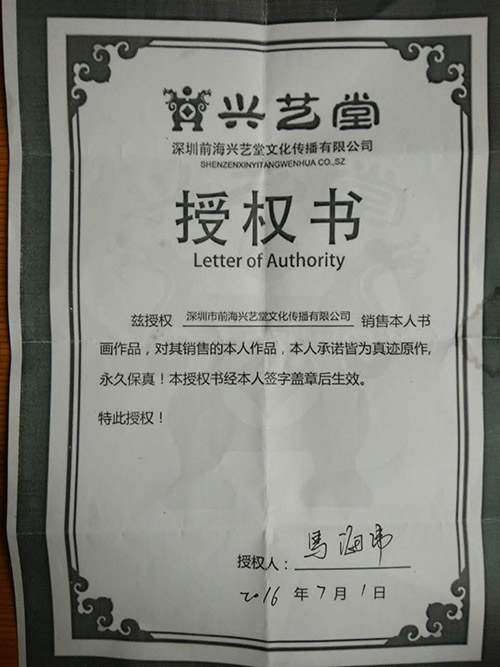 兴艺堂
深圳前海兴艺堂文化传播有限公司
SHENZENXINYITANGWENHUA CO.,SZ
授权书
Letter of Authority
兹授权 深圳市前海兴艺堂文化传播有限公司 销售本人书
画作品，对其销售的本人作品，本人承诺皆为真迹原作,
永久保真！本授权书经本人签字盖章后生效。
特此授权！
授权人：马海
2016 年 7 月 1 日